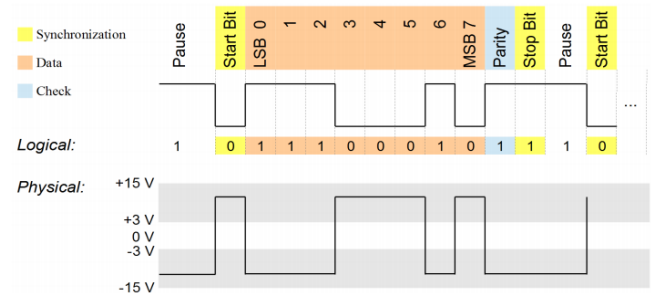 Synchronization
Data
Check
Pause
Start Bit
LSB 0
1
2
3
4
5
6
MSB 7
Parity
Stop Bit
Pause
Start Bit
...
Logical: 1 0 1 1 1 0 0 0 1 0 1 1 1 0
Physical:
+15 V
+3 V
0 V
-3 V
-15 V